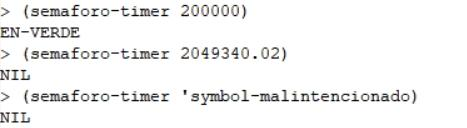 > (semaforo-timer 200000)
EN-VERDE
> (semaforo-timer 2049340.02)
NIL
> (semaforo-timer 'symbol-malintencionado)
NIL